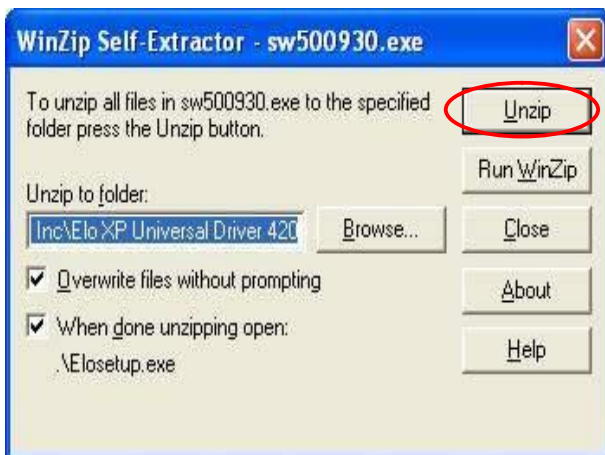 WinZip Self-Extractor - sw500930.exe
To unzip all files in sw500930.exe to the specified
folder press the Unzip button.
Unzip
Run WinZip
Unzip to folder:
Inc\Elo XP Universal Driver 420
Browse...
Close
Overwrite files without prompting
About
When done unzipping open:
.\Elosetup.exe
Help